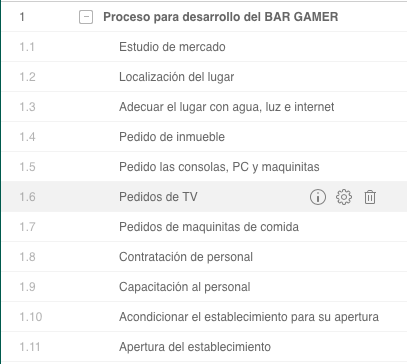 1 Proceso para desarrollo del BAR GAMER
1.1 Estudio de mercado
1.2 Localización del lugar
1.3 Adecuar el lugar con agua, luz e internet
1.4 Pedido de inmueble
1.5 Pedido las consolas, PC y maquinitas
1.6 Pedidos de TV
1.7 Pedidos de maquinitas de comida
1.8 Contratación de personal
1.9 Capacitación al personal
1.10 Acondicionar el establecimiento para su apertura
1.11 Apertura del establecimiento